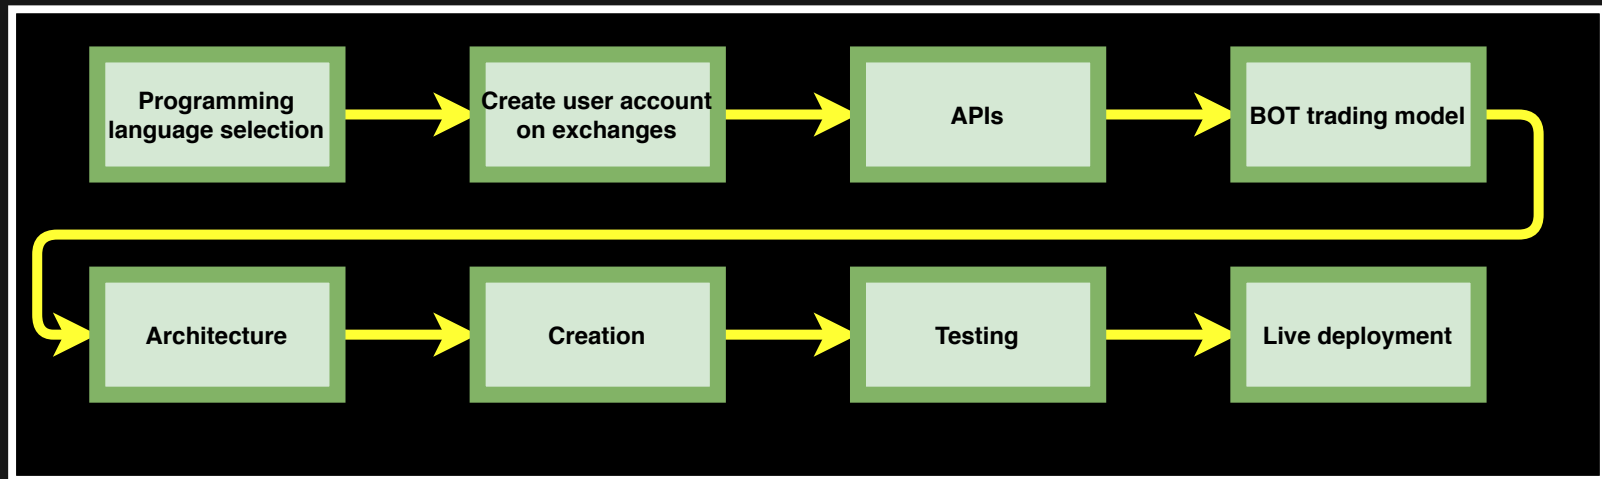 Programming
language selection
Create user account
on exchanges
APIs
BOT trading model
Architecture
Creation
Testing
Live deployment